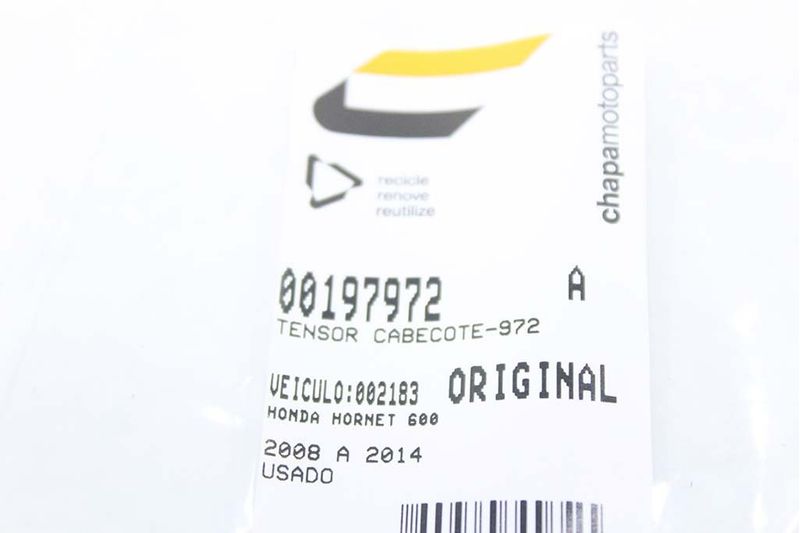 chapamotoparts
recicle
renove
reutilize
00197972 A
TENSOR CABECOTE-972
VEICULO:002183 ORIGINAL
HONDA HORNET 600
2008 A 2014
USADO